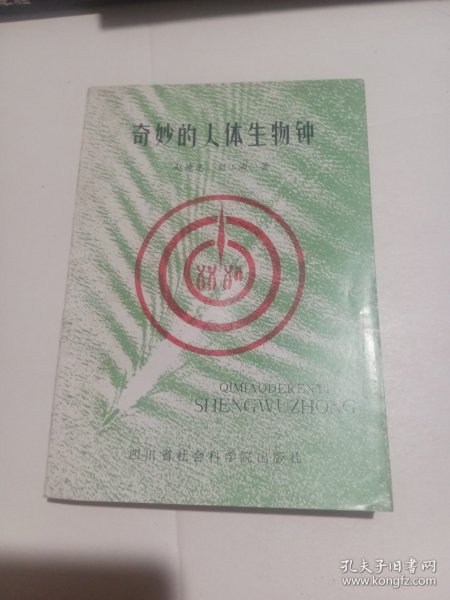 奇妙的人体生物钟
著
QIMIAODERENTI
SHENGWUZHONG
四川省社会科学院出版社
孔夫子旧书网
www.kongfz.com